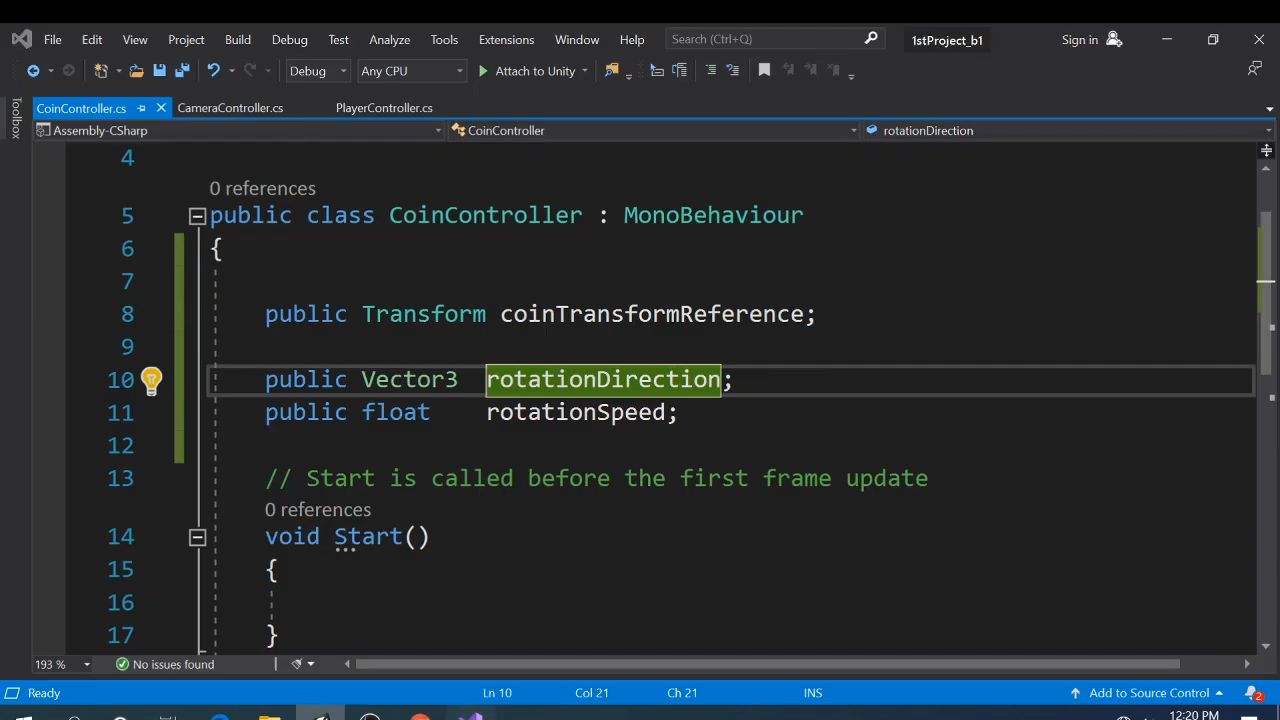 File Edit View Project Build Debug Test Analyze Tools Extensions Window Help Search (Ctrl+Q) 1stProject_b1 Sign in
Debug Any CPU Attach to Unity
Toolbox
CoinController.cs CameraController.cs PlayerController.cs
Assembly-CSharp CoinController rotationDirection
4
0 references
5 public class CoinController : MonoBehaviour
6 {
7
8 public Transform coinTransformReference;
9
10 public Vector3 rotationDirection;
11 public float rotationSpeed;
12
13 // Start is called before the first frame update
0 references
14 void Start()
15 {
16
17 }
193 % No issues found
Ready Ln 10 Col 21 Ch 21 INS Add to Source Control 2
12:20 PM